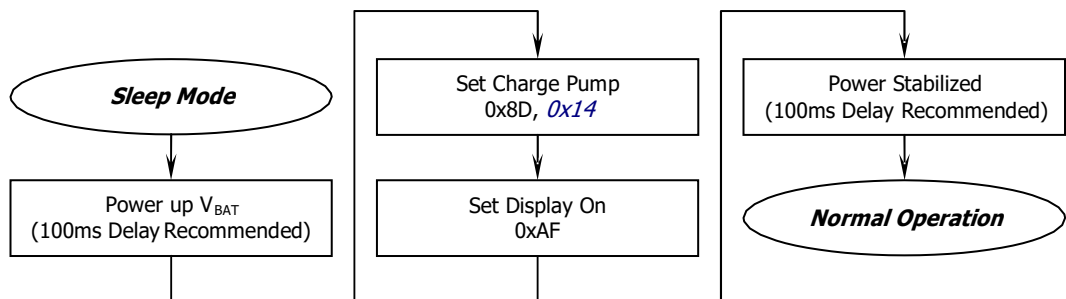 Sleep Mode
Power up VBAT
(100ms Delay Recommended)
Set Charge Pump
0x8D, 0x14
Set Display On
0xAF
Power Stabilized
(100ms Delay Recommended)
Normal Operation